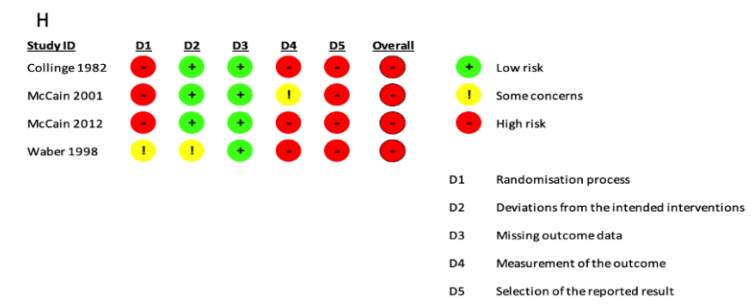 H
Study ID D1 D2 D3 D4 D5 Overall
Collinge 1982 - + + - - - + Low risk
McCain 2001 - + + ! - - ! Some concerns
McCain 2012 - + + - - - - High risk
Waber 1998 ! ! + - - -
D1 Randomisation process
D2 Deviations from the intended interventions
D3 Missing outcome data
D4 Measurement of the outcome
D5 Selection of the reported result